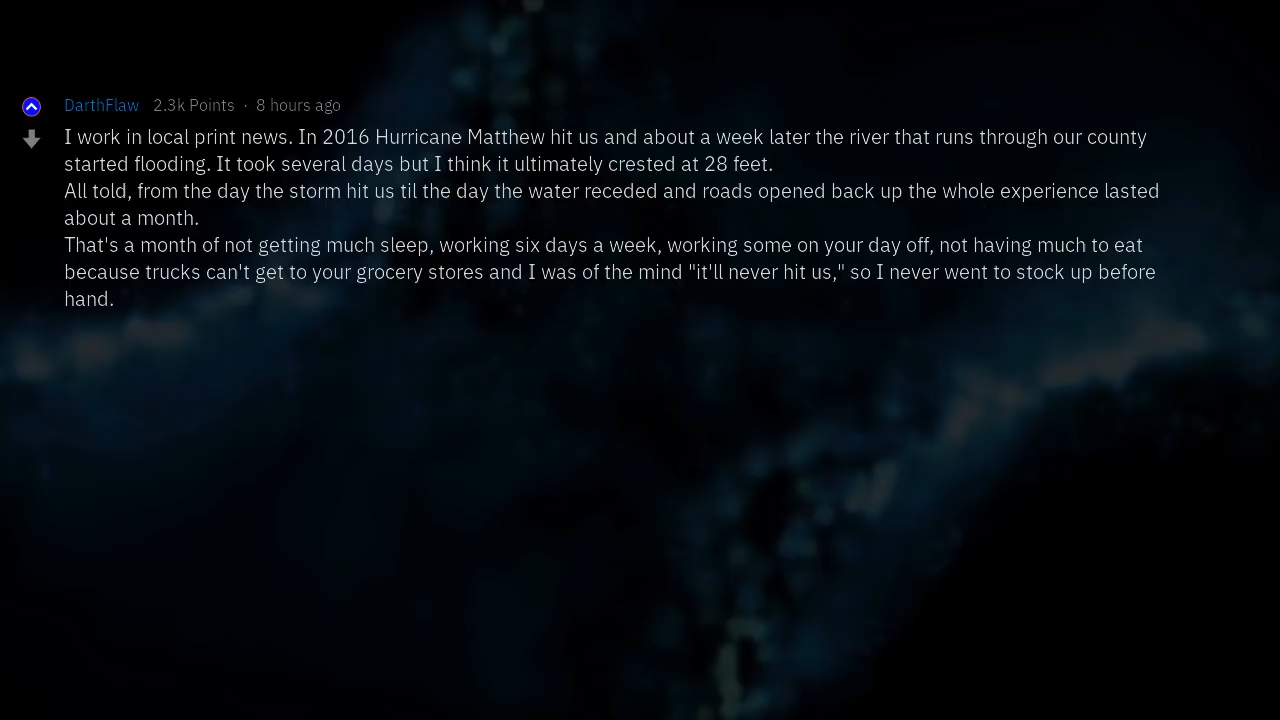 DarthFlaw 2.3k Points · 8 hours ago
I work in local print news. In 2016 Hurricane Matthew hit us and about a week later the river that runs through our county
started flooding. It took several days but I think it ultimately crested at 28 feet.
All told, from the day the storm hit us til the day the water receded and roads opened back up the whole experience lasted
about a month.
That's a month of not getting much sleep, working six days a week, working some on your day off, not having much to eat
because trucks can't get to your grocery stores and I was of the mind "it'll never hit us," so I never went to stock up before
hand.